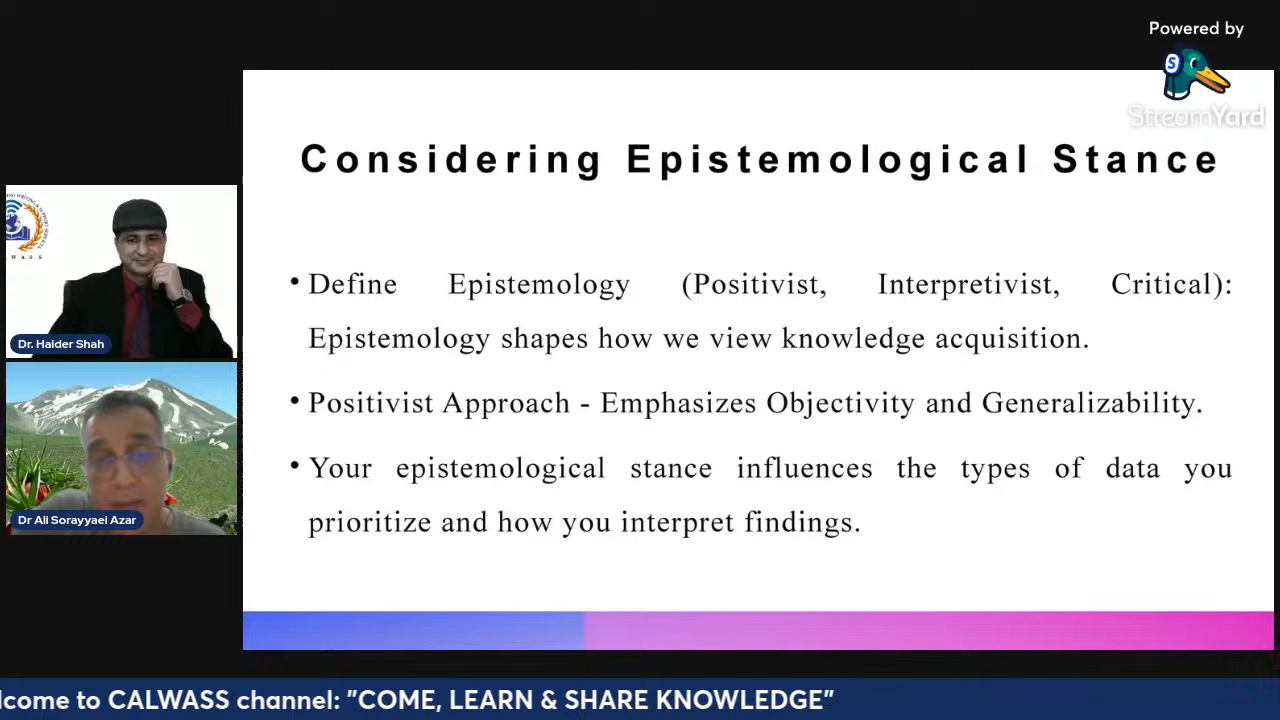 Powered by
S
StreamYard
Considering Epistemological Stance
• Define Epistemology (Positivist, Interpretivist, Critical):
Epistemology shapes how we view knowledge acquisition.
• Positivist Approach - Emphasizes Objectivity and Generalizability.
• Your epistemological stance influences the types of data you
prioritize and how you interpret findings.
W A S S
Dr. Haider Shah
Dr Ali Sorayyaei Azar
lcome to CALWASS channel: "COME, LEARN & SHARE KNOWLEDGE"